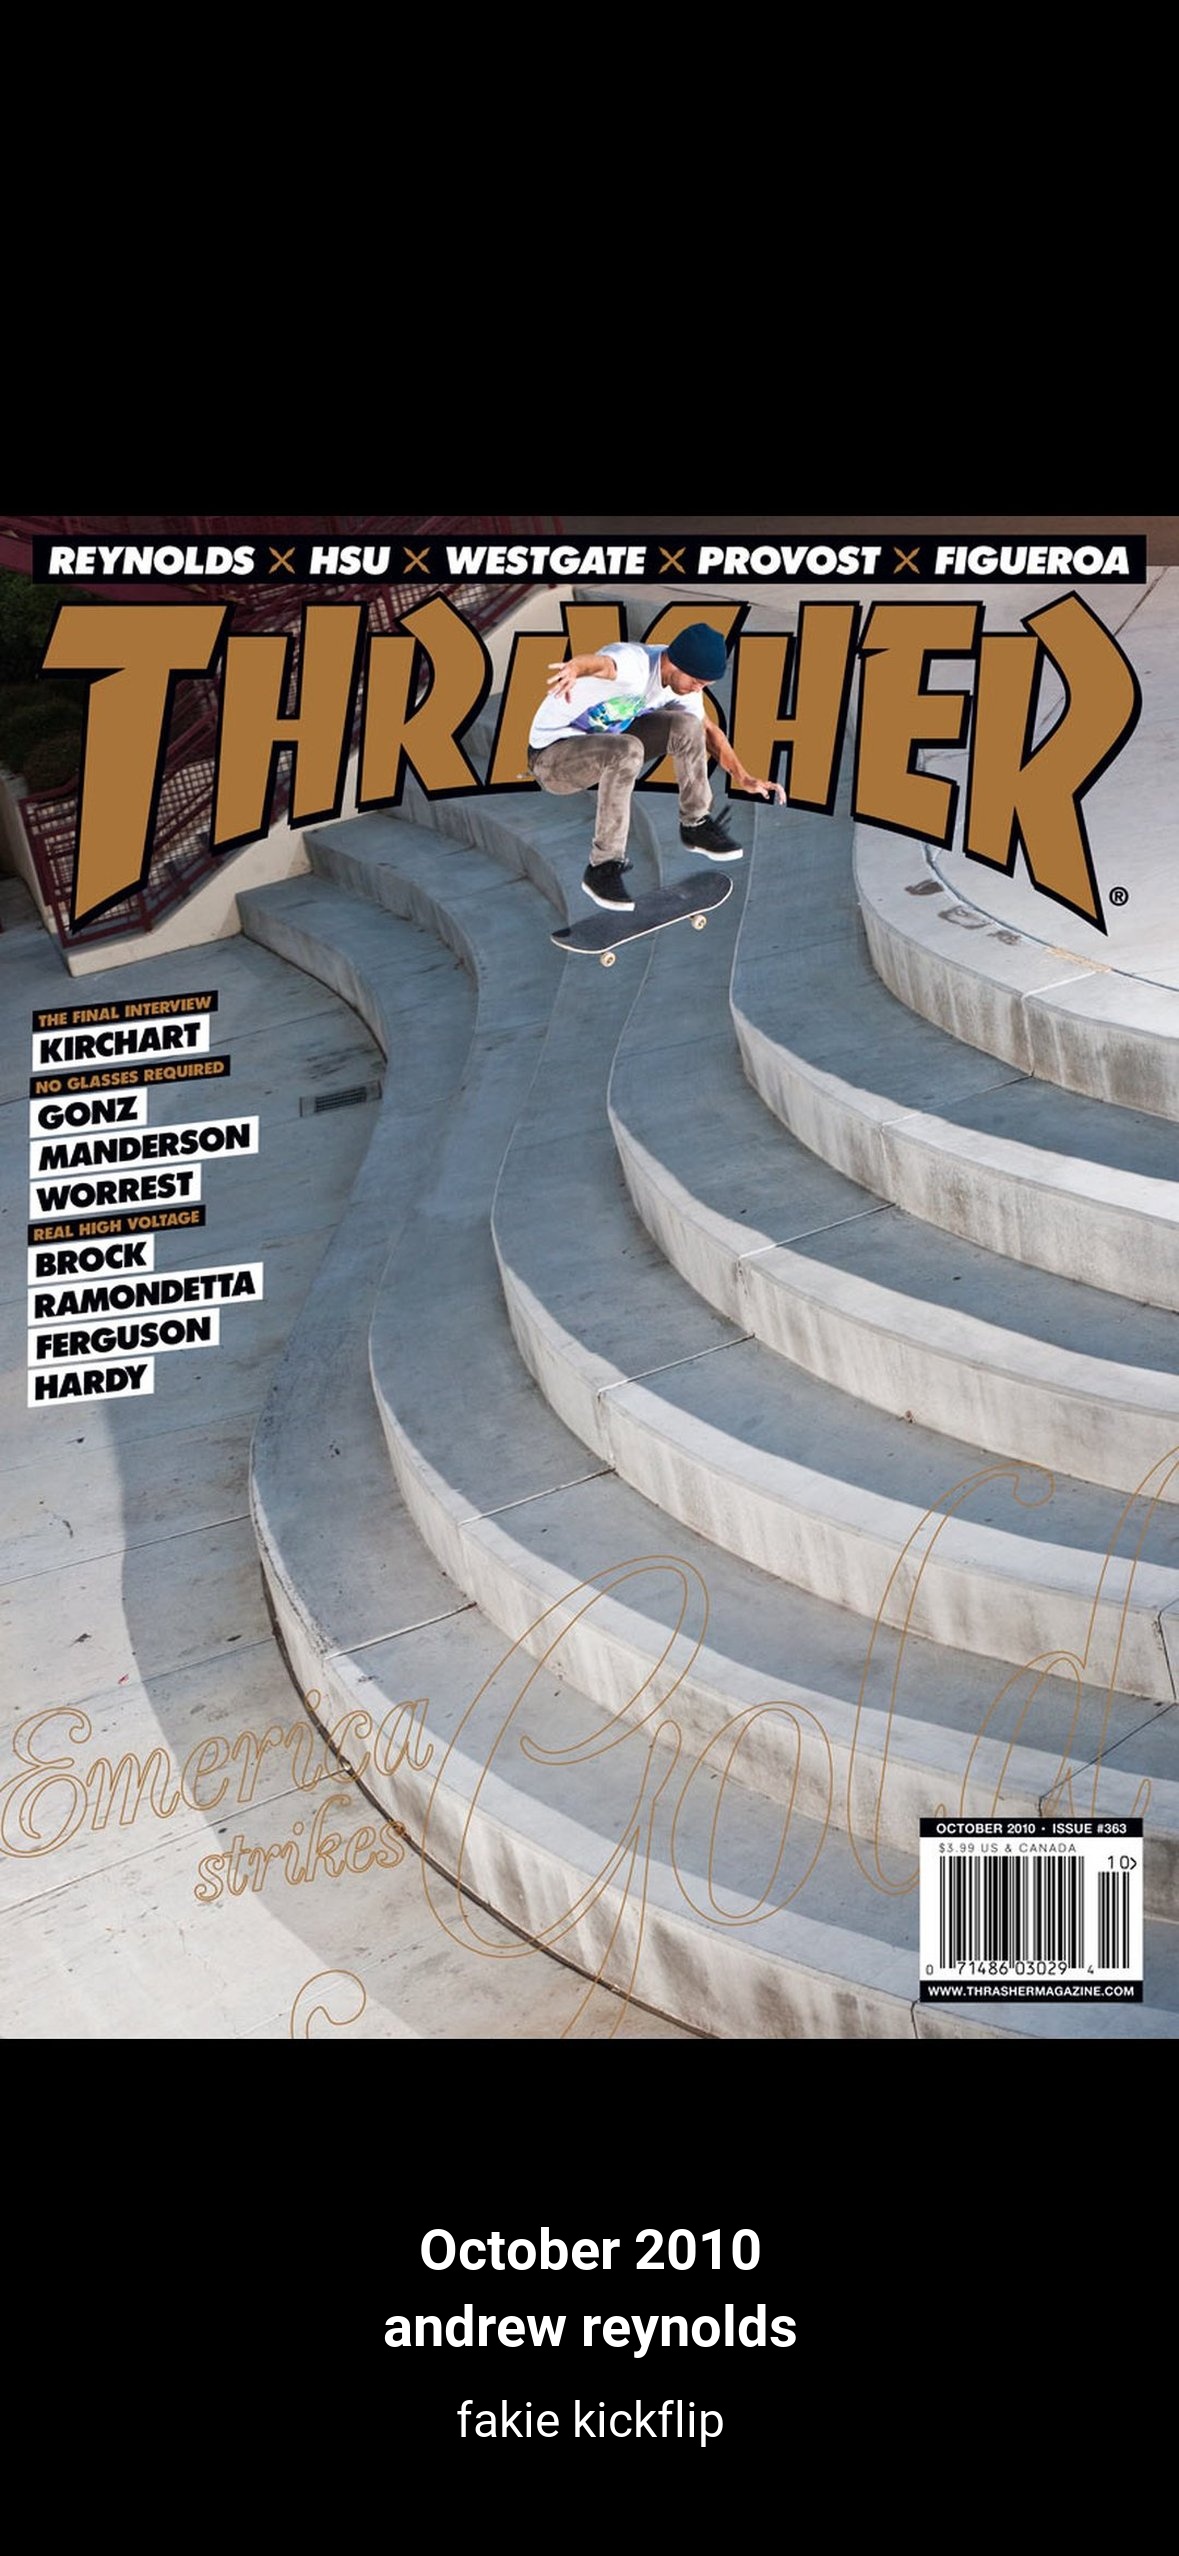 REYNOLDS X HSU X WESTGATE X PROVOST X FIGUEROA
THRASHER
®
THE FINAL INTERVIEW
KIRCHART
NO GLASSES REQUIRED
GONZ
MANDERSON
WORREST
REAL HIGH VOLTAGE
BROCK
RAMONDETTA
FERGUSON
HARDY
Emerica
strikes
Gold
OCTOBER 2010 · ISSUE #363
$3.99 US & CANADA
10>
0 71486 03029 4
WWW.THRASHERMAGAZINE.COM
October 2010
andrew reynolds
fakie kickflip